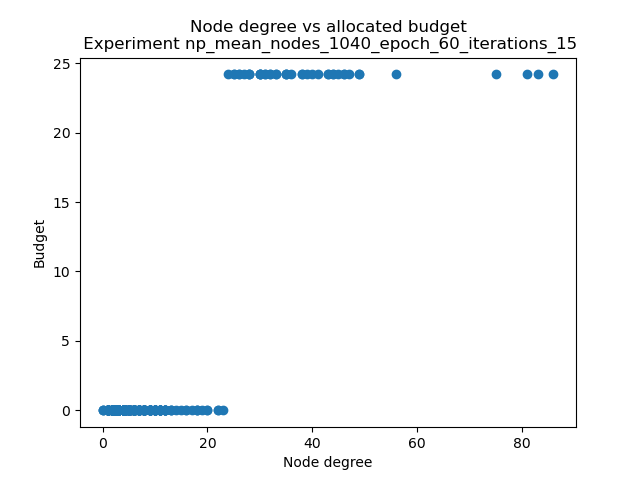 Node degree vs allocated budget
Experiment np_mean_nodes_1040_epoch_60_iterations_15
25
20
15
10
5
0
Budget
0 20 40 60 80
Node degree